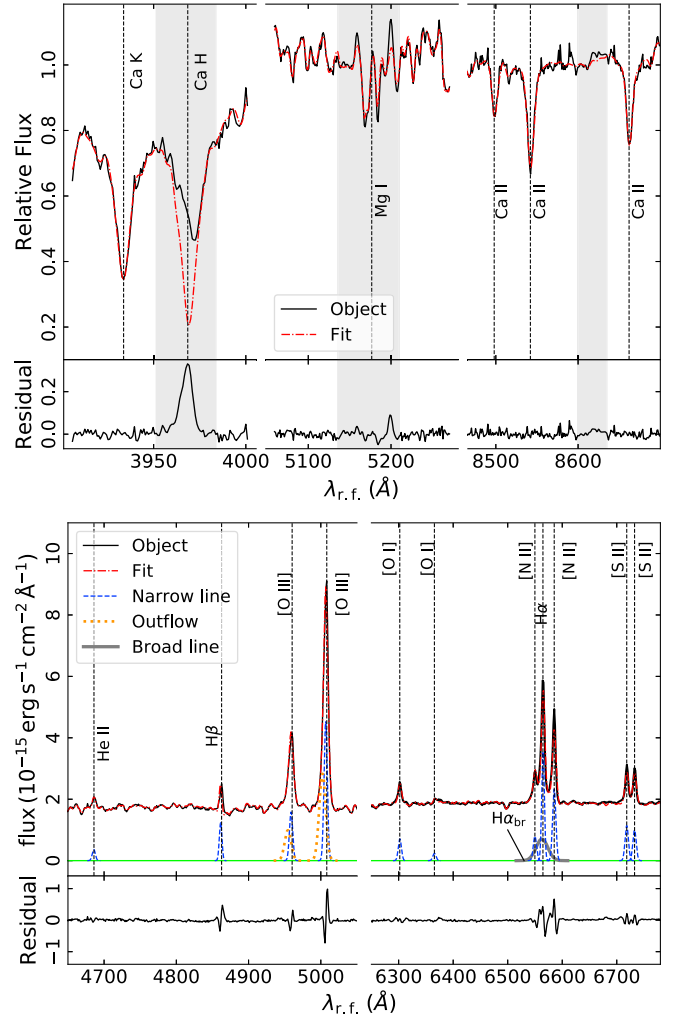 Relative Flux
1.0
0.8
0.6
0.4
0.2
Ca K
Ca H
Mg I
Ca II
Ca II
Ca II
Object
Fit
Residual
0.2
0.0
3950
4000
5100
5200
8500
8600
λr.f. (Å)
flux (10−15 erg s−1 cm−2 Å−1)
10
8
6
4
2
0
Object
Fit
Narrow line
Outflow
Broad line
He II
Hβ
[O III]
[O III]
[O I]
[O I]
[N II]
Hα
[N II]
[S II]
[S II]
Hαbr
Residual
1
0
−1
4700
4800
4900
5000
6300
6400
6500
6600
6700
λr.f. (Å)